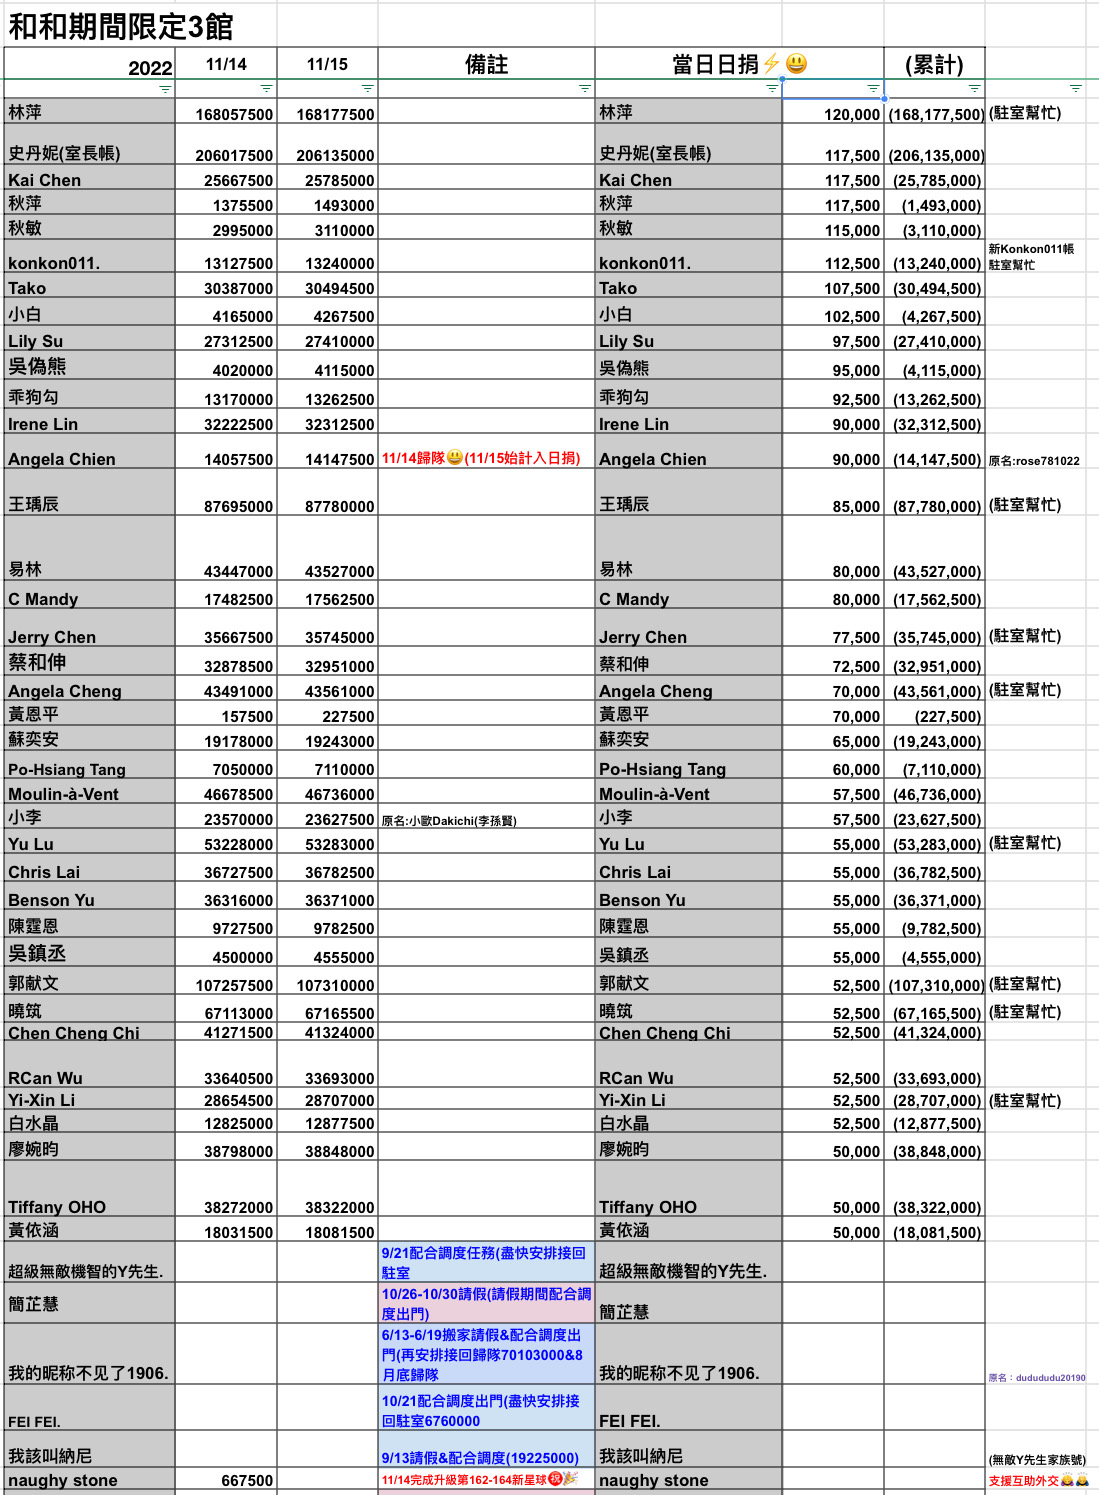 和和期間限定3館
2022 11/14 11/15 備註 當日日捐⚡😃 (累計)
林萍 168057500 168177500 林萍 120,000 (168,177,500) (駐室幫忙)
史丹妮(室長帳) 206017500 206135000 史丹妮(室長帳) 117,500 (206,135,000)
Kai Chen 25667500 25785000 Kai Chen 117,500 (25,785,000)
秋萍 1375500 1493000 秋萍 117,500 (1,493,000)
秋敏 2995000 3110000 秋敏 115,000 (3,110,000)
新Konkon011帳
konkon011. 13127500 13240000 konkon011. 112,500 (13,240,000) 駐室幫忙
Tako 30387000 30494500 Tako 107,500 (30,494,500)
小白 4165000 4267500 小白 102,500 (4,267,500)
Lily Su 27312500 27410000 Lily Su 97,500 (27,410,000)
吳偽熊 4020000 4115000 吳偽熊 95,000 (4,115,000)
乖狗勾 13170000 13262500 乖狗勾 92,500 (13,262,500)
Irene Lin 32222500 32312500 Irene Lin 90,000 (32,312,500)
Angela Chien 14057500 14147500 11/14歸隊😃(11/15始計入日捐) Angela Chien 90,000 (14,147,500) 原名:rose781022
王瑀辰 87695000 87780000 王瑀辰 85,000 (87,780,000) (駐室幫忙)
易林 43447000 43527000 易林 80,000 (43,527,000)
C Mandy 17482500 17562500 C Mandy 80,000 (17,562,500)
Jerry Chen 35667500 35745000 Jerry Chen 77,500 (35,745,000) (駐室幫忙)
蔡和伸 32878500 32951000 蔡和伸 72,500 (32,951,000)
Angela Cheng 43491000 43561000 Angela Cheng 70,000 (43,561,000) (駐室幫忙)
黃恩平 157500 227500 黃恩平 70,000 (227,500)
蘇奕安 19178000 19243000 蘇奕安 65,000 (19,243,000)
Po-Hsiang Tang 7050000 7110000 Po-Hsiang Tang 60,000 (7,110,000)
Moulin-à-Vent 46678500 46736000 Moulin-à-Vent 57,500 (46,736,000)
小李 23570000 23627500 原名:小歐Dakichi(李孫賢) 小李 57,500 (23,627,500)
Yu Lu 53228000 53283000 Yu Lu 55,000 (53,283,000) (駐室幫忙)
Chris Lai 36727500 36782500 Chris Lai 55,000 (36,782,500)
Benson Yu 36316000 36371000 Benson Yu 55,000 (36,371,000)
陳霆恩 9727500 9782500 陳霆恩 55,000 (9,782,500)
吳鎮丞 4500000 4555000 吳鎮丞 55,000 (4,555,000)
郭献文 107257500 107310000 郭献文 52,500 (107,310,000) (駐室幫忙)
曉筑 67113000 67165500 曉筑 52,500 (67,165,500) (駐室幫忙)
Chen Cheng Chi 41271500 41324000 Chen Cheng Chi 52,500 (41,324,000)
RCan Wu 33640500 33693000 RCan Wu 52,500 (33,693,000)
Yi-Xin Li 28654500 28707000 Yi-Xin Li 52,500 (28,707,000) (駐室幫忙)
白水晶 12825000 12877500 白水晶 52,500 (12,877,500)
廖婉昀 38798000 38848000 廖婉昀 50,000 (38,848,000)
Tiffany OHO 38272000 38322000 Tiffany OHO 50,000 (38,322,000)
黃依涵 18031500 18081500 黃依涵 50,000 (18,081,500)
9/21配合調度任務(盡快安排接回
超級無敵機智的Y先生. 駐室 超級無敵機智的Y先生.
10/26-10/30請假(請假期間配合調
簡芷慧 度出門) 簡芷慧
6/13-6/19搬家請假&配合調度出
門(再安排接回歸隊70103000&8
我的昵称不见了1906. 月底歸隊 我的昵称不见了1906. 原名：dudududu20190
10/21配合調度出門(盡快安排接
FEI FEI. 回駐室6760000 FEI FEI.
我該叫納尼 9/13請假&配合調度(19225000) 我該叫納尼 (無敵Y先生家族號)
naughy stone 667500 11/14完成升級第162-164新星球㊗🎉 naughy stone 支援互助外交🙇🙇